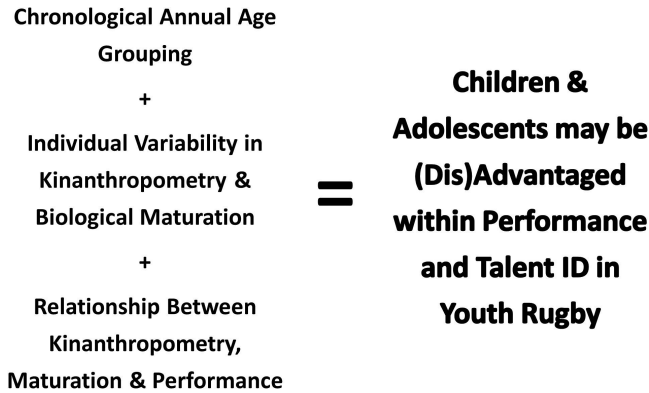 Chronological Annual Age
Grouping
+
Individual Variability in
Kinanthropometry &
Biological Maturation
+
Relationship Between
Kinanthropometry,
Maturation & Performance
=
Children &
Adolescents may be
(Dis)Advantaged
within Performance
and Talent ID in
Youth Rugby